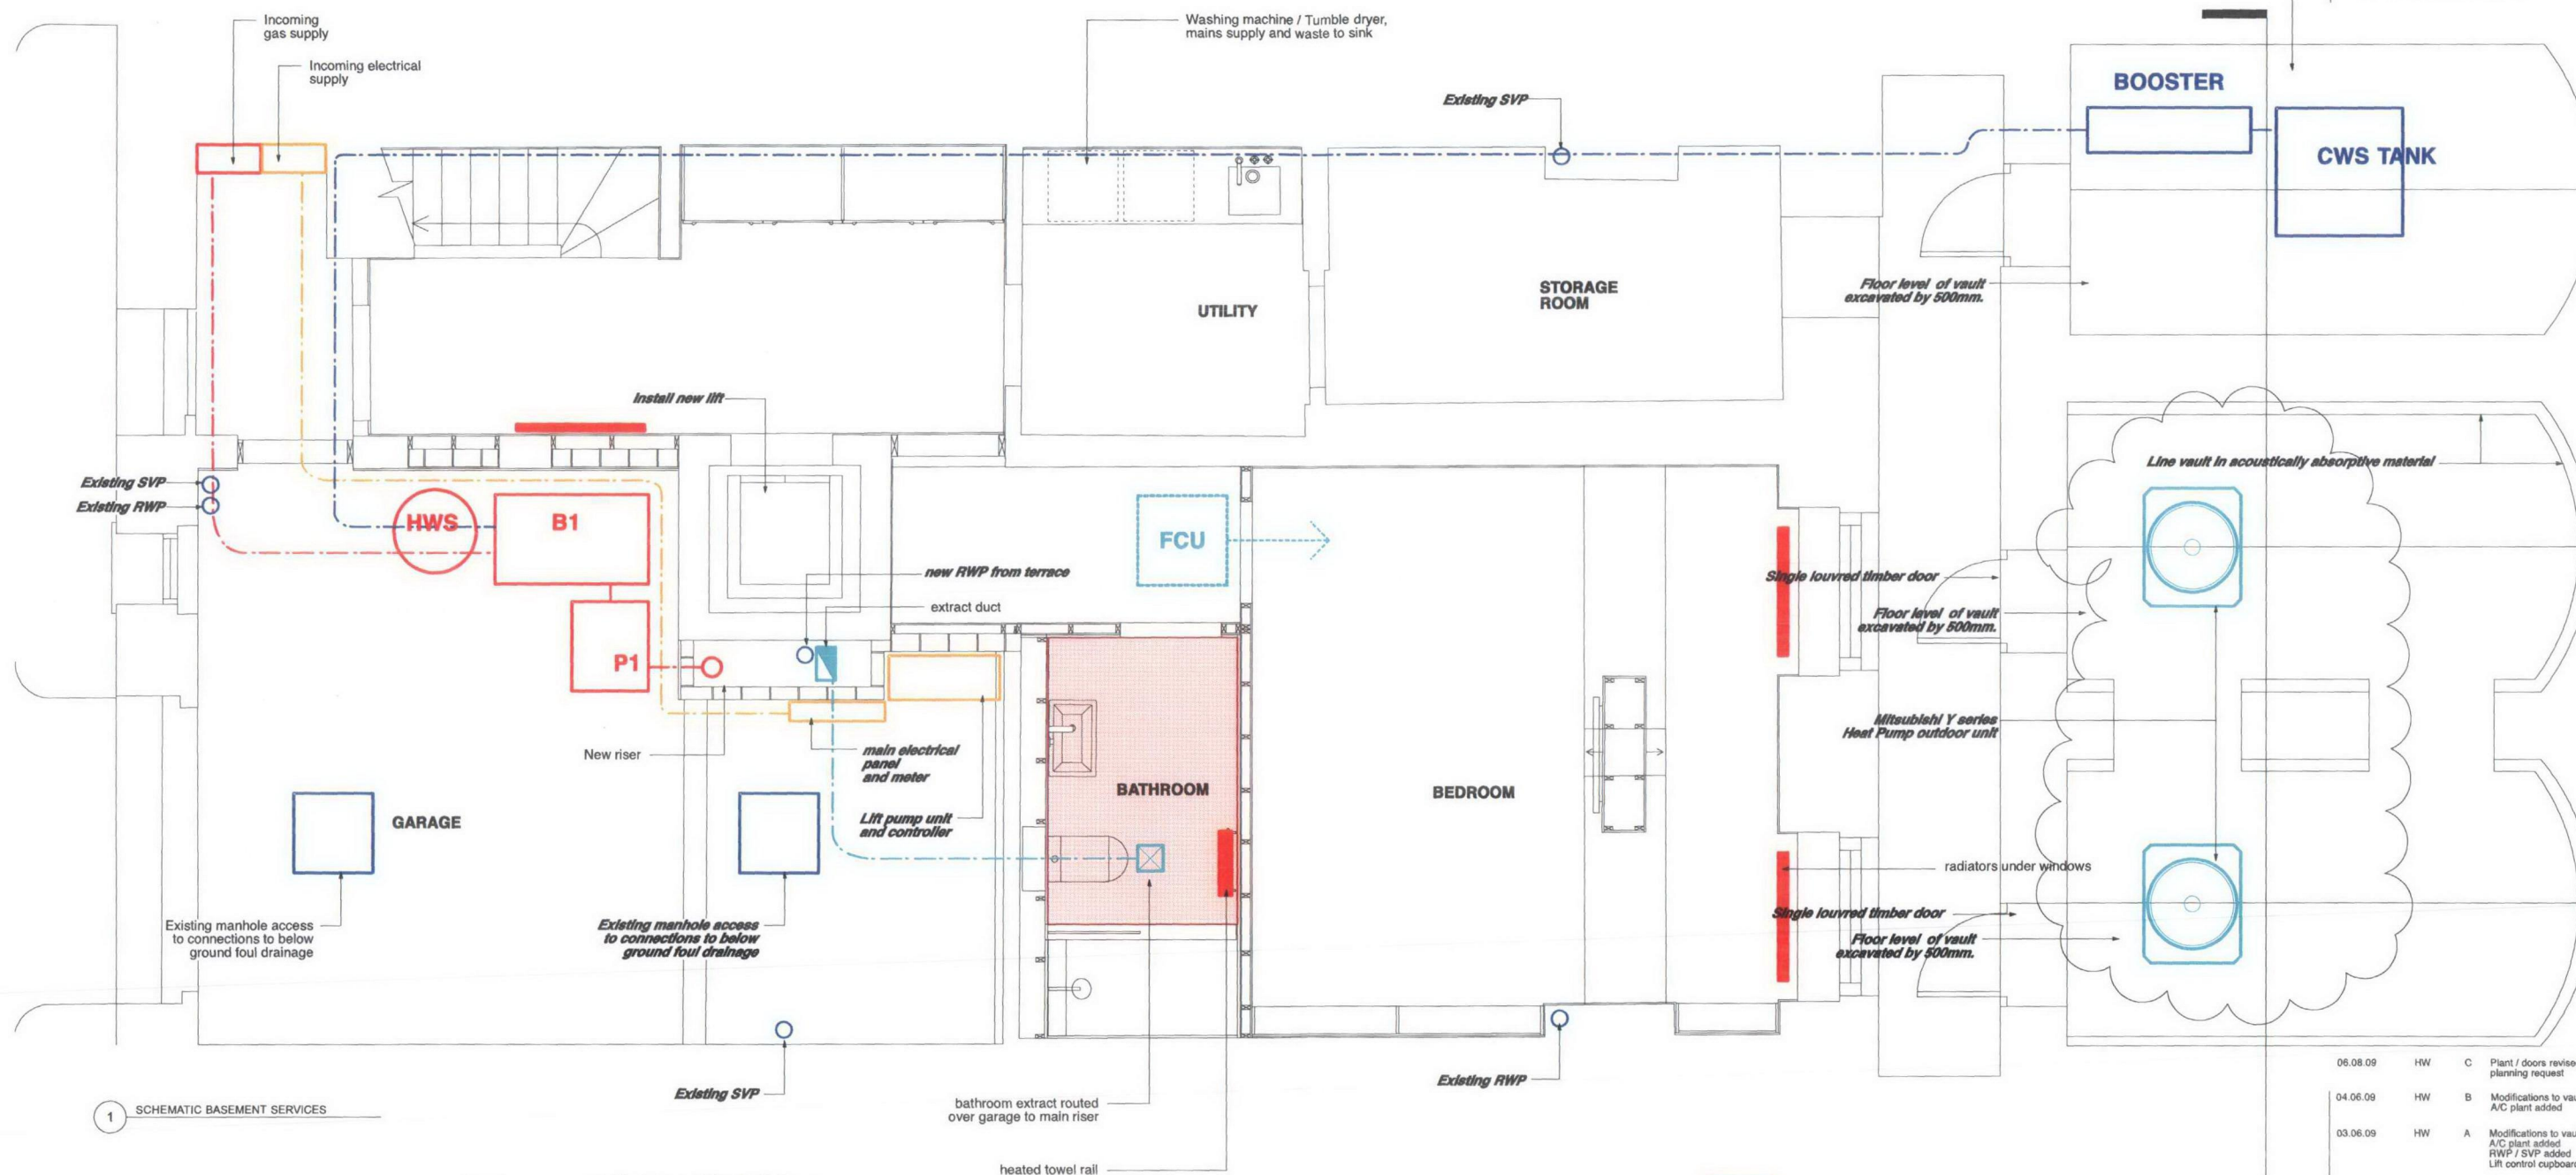 Incoming
gas supply
Incoming electrical
supply
Washing machine / Tumble dryer,
mains supply and waste to sink
Existing SVP
BOOSTER
CWS TANK
UTILITY
STORAGE
ROOM
Floor level of vault
excavated by 500mm.
Install new lift
Existing SVP
Existing RWP
HWS
B1
FCU
Line vault in acoustically absorptive material
new RWP from terrace
extract duct
Single louvred timber door
Floor level of vault
excavated by 500mm.
P1
New riser
main electrical
panel
and meter
Mitsubishi Y series
Heat Pump outdoor unit
BATHROOM
BEDROOM
GARAGE
Lift pump unit
and controller
radiators under windows
Existing manhole access
to connections to below
ground foul drainage
Existing manhole access
to connections to below
ground foul drainage
Single louvred timber door
Floor level of vault
excavated by 500mm.
Existing SVP
Existing RWP
bathroom extract routed
over garage to main riser
heated towel rail
1 SCHEMATIC BASEMENT SERVICES
06.08.09 HW C Plant / doors revise
planning request
04.06.09 HW B Modifications to vau
A/C plant added
03.06.09 HW A Modifications to vau
A/C plant added
RWP / SVP added
Lift control cupboar